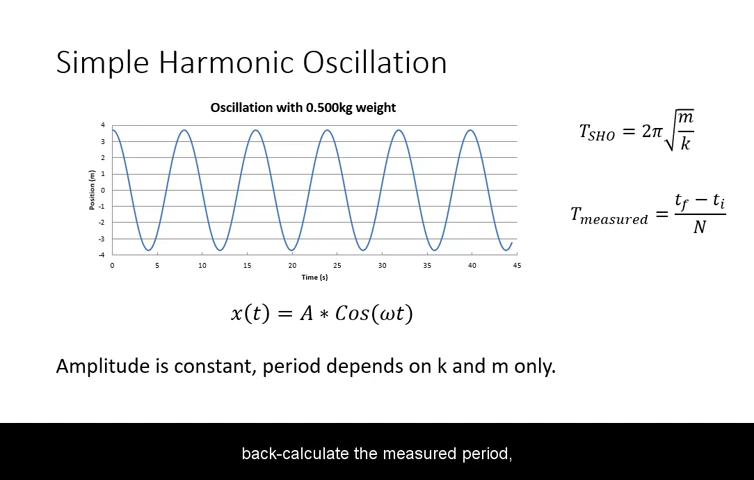 Simple Harmonic Oscillation
Oscillation with 0.500kg weight
4
3
2
1
0
-1
-2
-3
-4
Position (m)
0 5 10 15 20 25 30 35 40 45
Time (s)
T_SHO = 2π√(m/k)
T_measured = (t_f − t_i)/N
x(t) = A ∗ Cos(ωt)
Amplitude is constant, period depends on k and m only.
back-calculate the measured period,